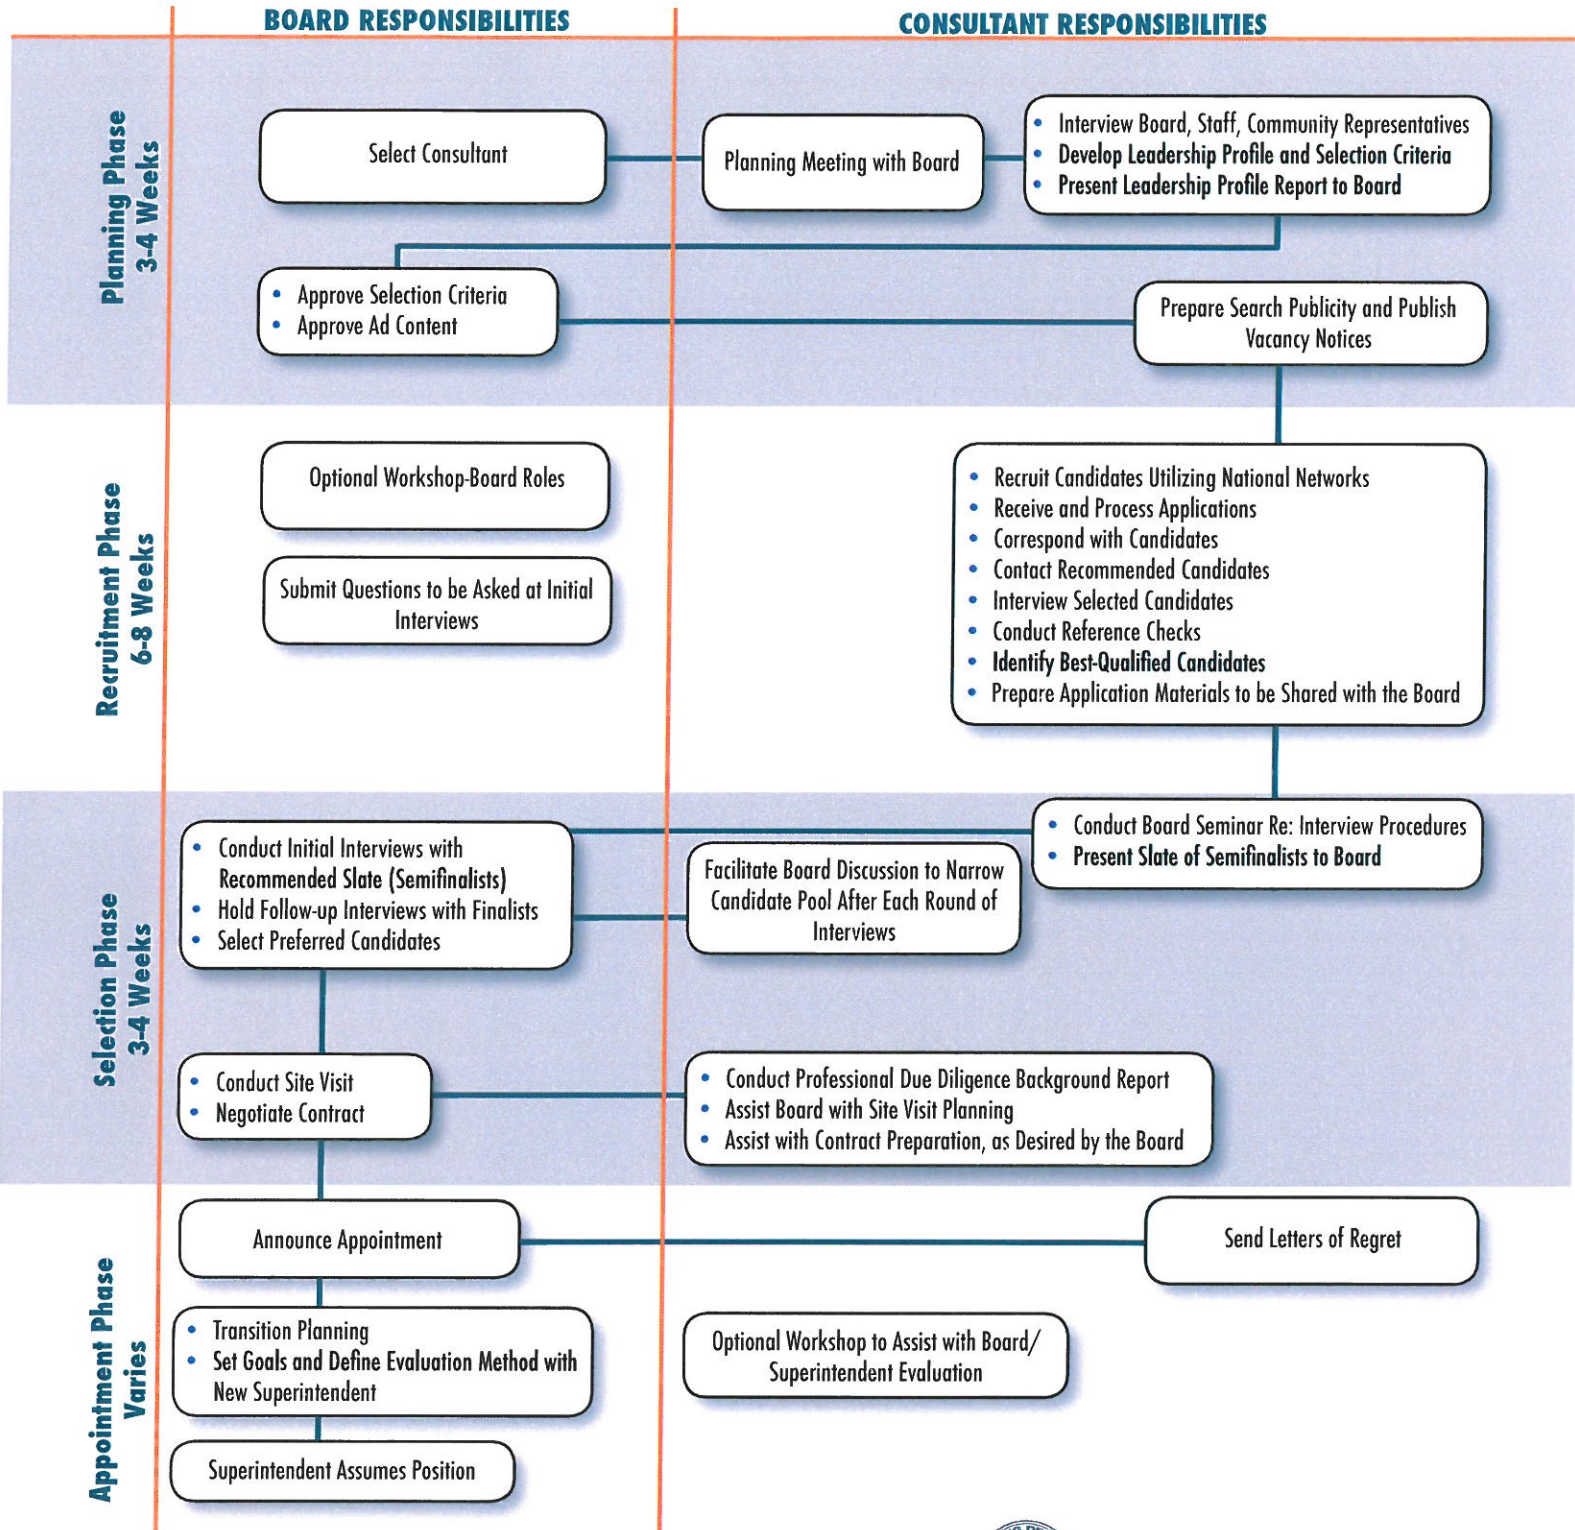 BOARD RESPONSIBILITIES
CONSULTANT RESPONSIBILITIES
Planning Phase
3-4 Weeks
Select Consultant
Planning Meeting with Board
• Interview Board, Staff, Community Representatives
• Develop Leadership Profile and Selection Criteria
• Present Leadership Profile Report to Board
• Approve Selection Criteria
• Approve Ad Content
Prepare Search Publicity and Publish
Vacancy Notices
Recruitment Phase
6-8 Weeks
Optional Workshop-Board Roles
Submit Questions to be Asked at Initial
Interviews
• Recruit Candidates Utilizing National Networks
• Receive and Process Applications
• Correspond with Candidates
• Contact Recommended Candidates
• Interview Selected Candidates
• Conduct Reference Checks
• Identify Best-Qualified Candidates
• Prepare Application Materials to be Shared with the Board
Selection Phase
3-4 Weeks
• Conduct Initial Interviews with
Recommended Slate (Semifinalists)
• Hold Follow-up Interviews with Finalists
• Select Preferred Candidates
Facilitate Board Discussion to Narrow
Candidate Pool After Each Round of
Interviews
• Conduct Board Seminar Re: Interview Procedures
• Present Slate of Semifinalists to Board
• Conduct Site Visit
• Negotiate Contract
• Conduct Professional Due Diligence Background Report
• Assist Board with Site Visit Planning
• Assist with Contract Preparation, as Desired by the Board
Appointment Phase
Varies
Announce Appointment
Send Letters of Regret
• Transition Planning
• Set Goals and Define Evaluation Method with
New Superintendent
Optional Workshop to Assist with Board/
Superintendent Evaluation
Superintendent Assumes Position